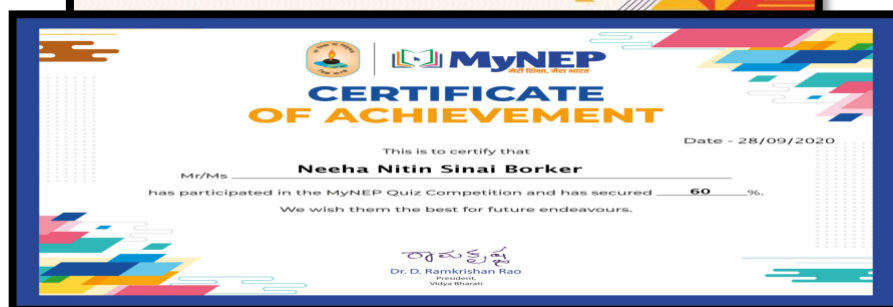 MyNEP
मेरी शिक्षा, मेरा भारत
CERTIFICATE
OF ACHIEVEMENT
Date - 28/09/2020
This is to certify that
Mr/Ms Neeha Nitin Sinai Borker
has participated in the MyNEP Quiz Competition and has secured 60 %.
We wish them the best for future endeavours.
Dr. D. Ramkrishan Rao
President,
Vidya Bharati